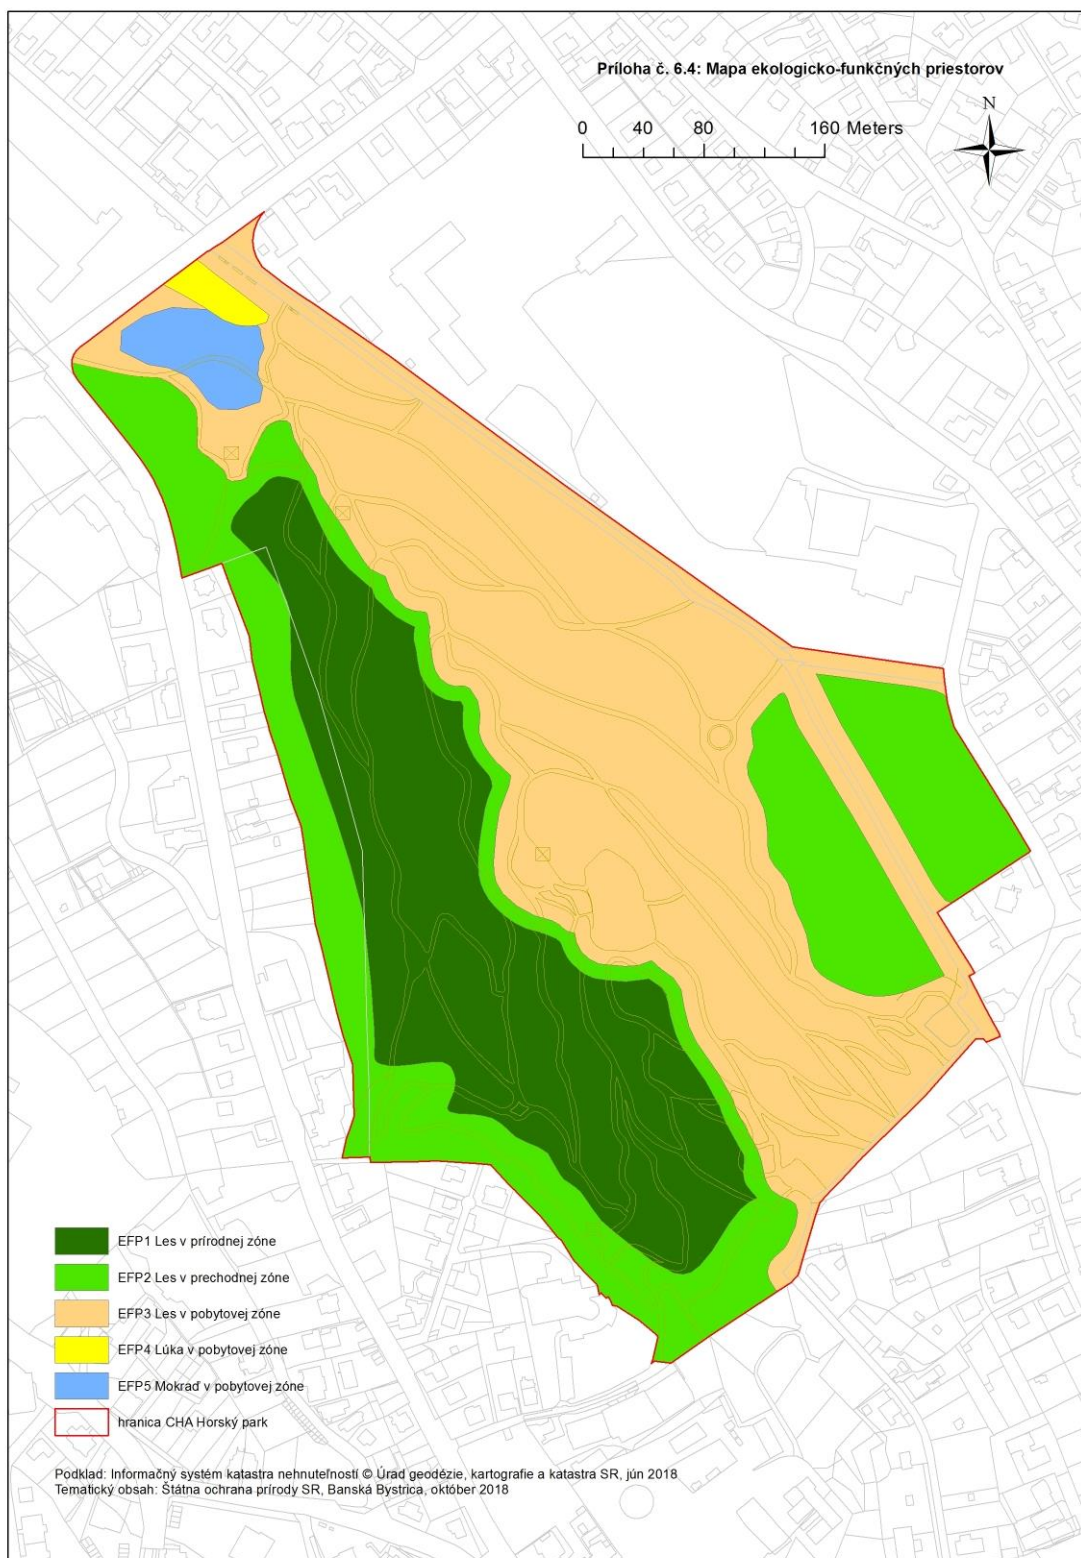 Príloha č. 6.4: Mapa ekologicko-funkčných priestorov
N
0 40 80 160 Meters
EFP1 Les v prírodnej zóne
EFP2 Les v prechodnej zóne
EFP3 Les v pobytovej zóne
EFP4 Lúka v pobytovej zóne
EFP5 Mokraď v pobytovej zóne
hranica CHA Horský park
Podklad: Informačný systém katastra nehnuteľností © Úrad geodézie, kartografie a katastra SR, jún 2018
Tematický obsah: Štátna ochrana prírody SR, Banská Bystrica, október 2018